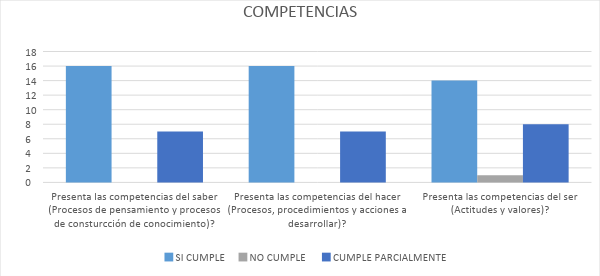 COMPETENCIAS
18
16
14
12
10
8
6
4
2
0
Presenta las competencias del saber
(Procesos de pensamiento y procesos
de consturcción de conocimiento)?
Presenta las competencias del hacer
(Procesos, procedimientos y acciones a
desarrollar)?
Presenta las competencias del ser
(Actitudes y valores)?
SI CUMPLE NO CUMPLE CUMPLE PARCIALMENTE